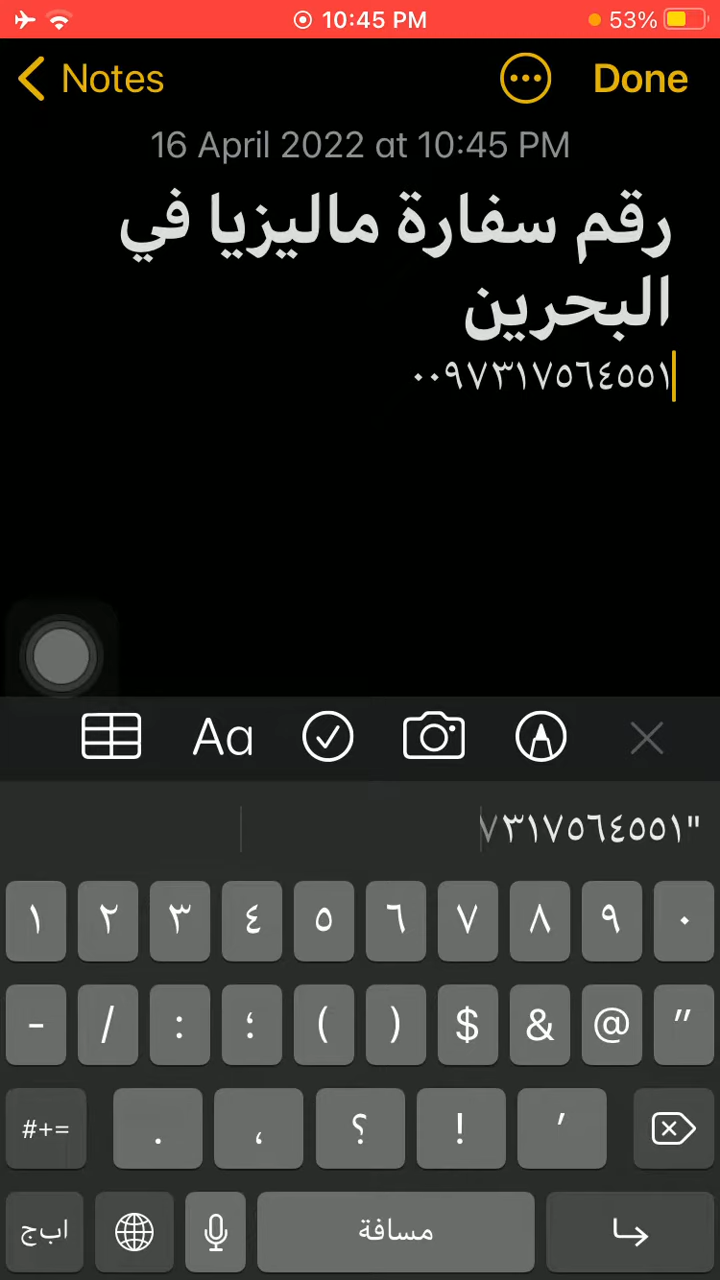 10:45 PM
53%
Notes
Done
16 April 2022 at 10:45 PM
رقم سفارة ماليزيا في
البحرين
٠٠٩٧٣١٧٥٦٤٥٥١
Aa
٧٣١٧٥٦٤٥٥١"
١ ٢ ٣ ٤ ٥ ٦ ٧ ٨ ٩ ٠
- / : ؛ ( ) $ & @ "
#+= . ، ؟ ! '
اب‌ج مسافة